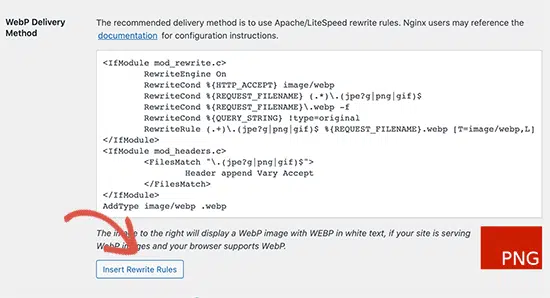 WebP Delivery
Method
The recommended delivery method is to use Apache/LiteSpeed rewrite rules. Nginx users may reference the
documentation for configuration instructions.
<IfModule mod_rewrite.c>
RewriteEngine On
RewriteCond %{HTTP_ACCEPT} image/webp
RewriteCond %{REQUEST_FILENAME} (.*)\.(jpe?g|png|gif)$
RewriteCond %{REQUEST_FILENAME}\.webp -f
RewriteCond %{QUERY_STRING} !type=original
RewriteRule (.+)\.(jpe?g|png|gif)$ %{REQUEST_FILENAME}.webp [T=image/webp,L]
</IfModule>
<IfModule mod_headers.c>
<FilesMatch "\.(jpe?g|png|gif)$">
Header append Vary Accept
</FilesMatch>
</IfModule>
AddType image/webp .webp
The image to the right will display a WebP image with WEBP in white text, if your site is serving
WebP images and your browser supports WebP.
PNG
Insert Rewrite Rules